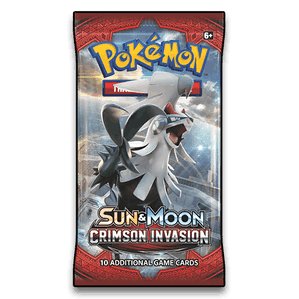 POKéMON
6+
SUN & MOON
CRIMSON INVASION
10 ADDITIONAL GAME CARDS